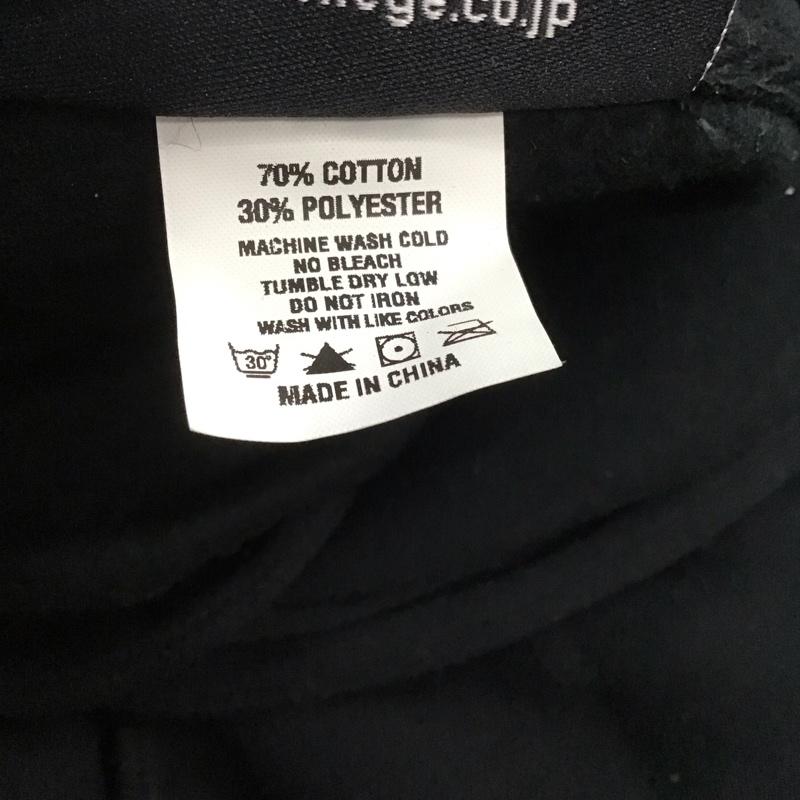 70% COTTON
30% POLYESTER
MACHINE WASH COLD
NO BLEACH
TUMBLE DRY LOW
DO NOT IRON
WASH WITH LIKE COLORS
30°
MADE IN CHINA